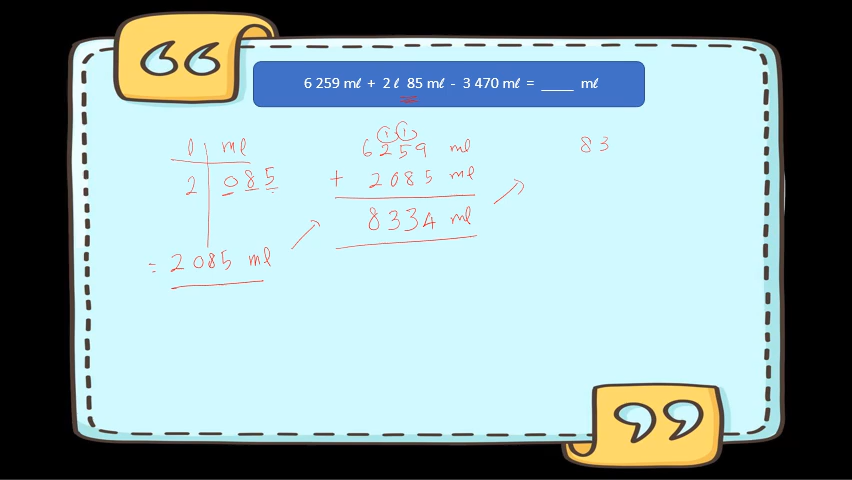 6 259 mℓ + 2 ℓ 85 mℓ - 3 470 mℓ = ____ mℓ
l ml
2 085
= 2085 ml
1 1
6259 ml
+ 2085 ml
8334 ml
83